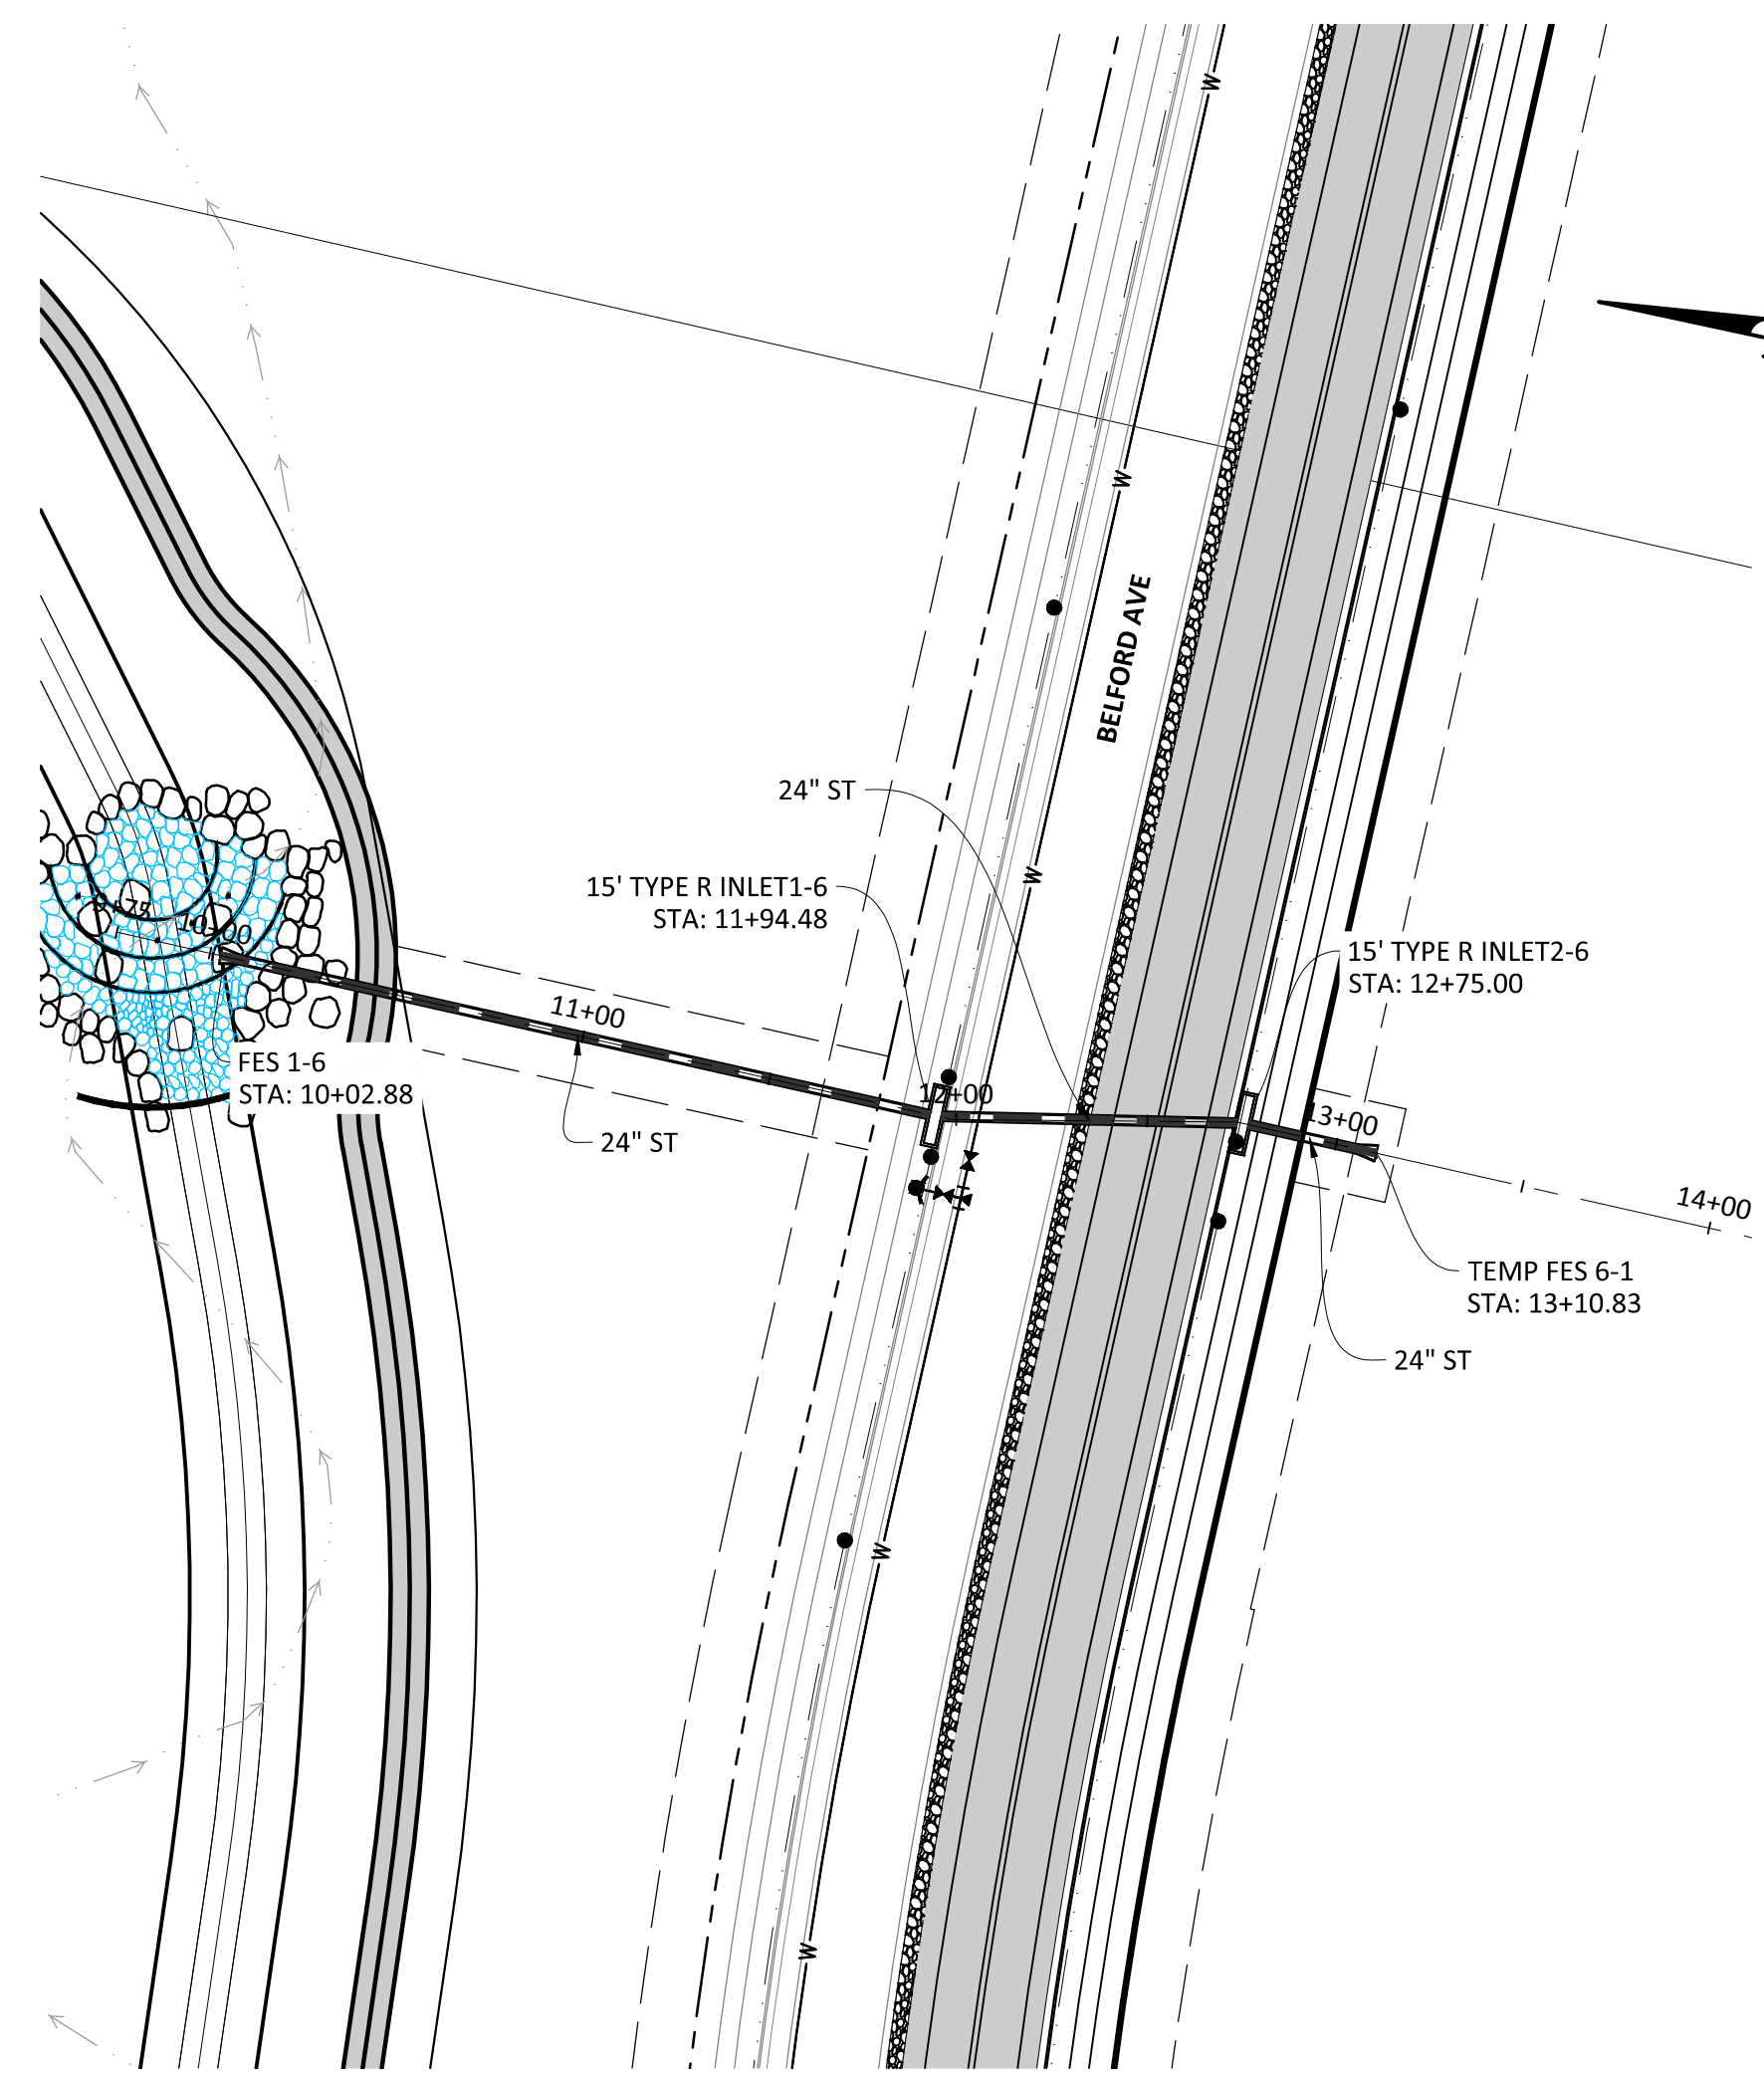 W
W
BELFORD AVE
24" ST
W
15' TYPE R INLET1-6
STA: 11+94.48
10+00
15' TYPE R INLET2-6
STA: 12+75.00
11+00
FES 1-6
STA: 10+02.88
12+00
13+00
24" ST
14+00
TEMP FES 6-1
STA: 13+10.83
24" ST
W
W